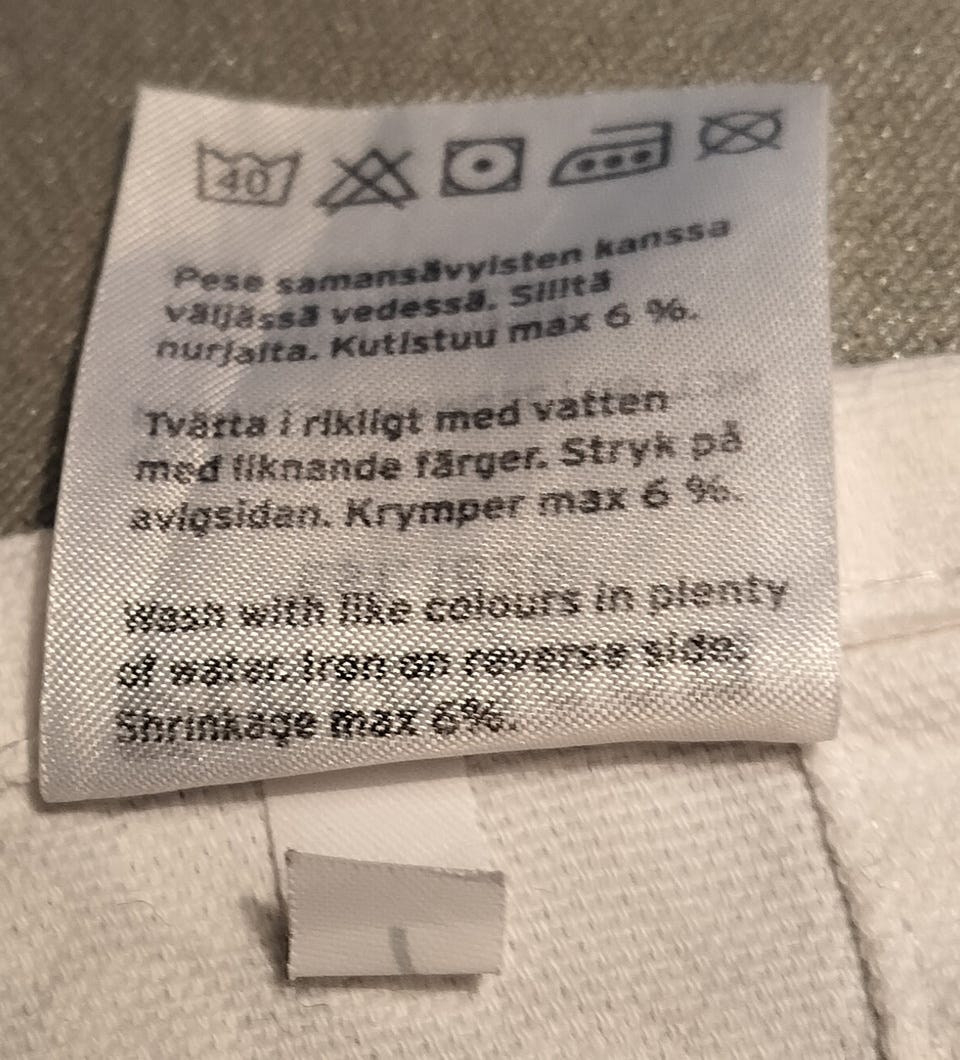 40
Pese samansävyisten kanssa
väljässä vedessä. Silitä
nurjalta. Kutistuu max 6 %.
Tvätta i rikligt med vatten
med liknande färger. Stryk på
avigsidan. Krymper max 6 %.
Wash with like colours in plenty
of water. Iron on reverse side.
Shrinkage max 6%.